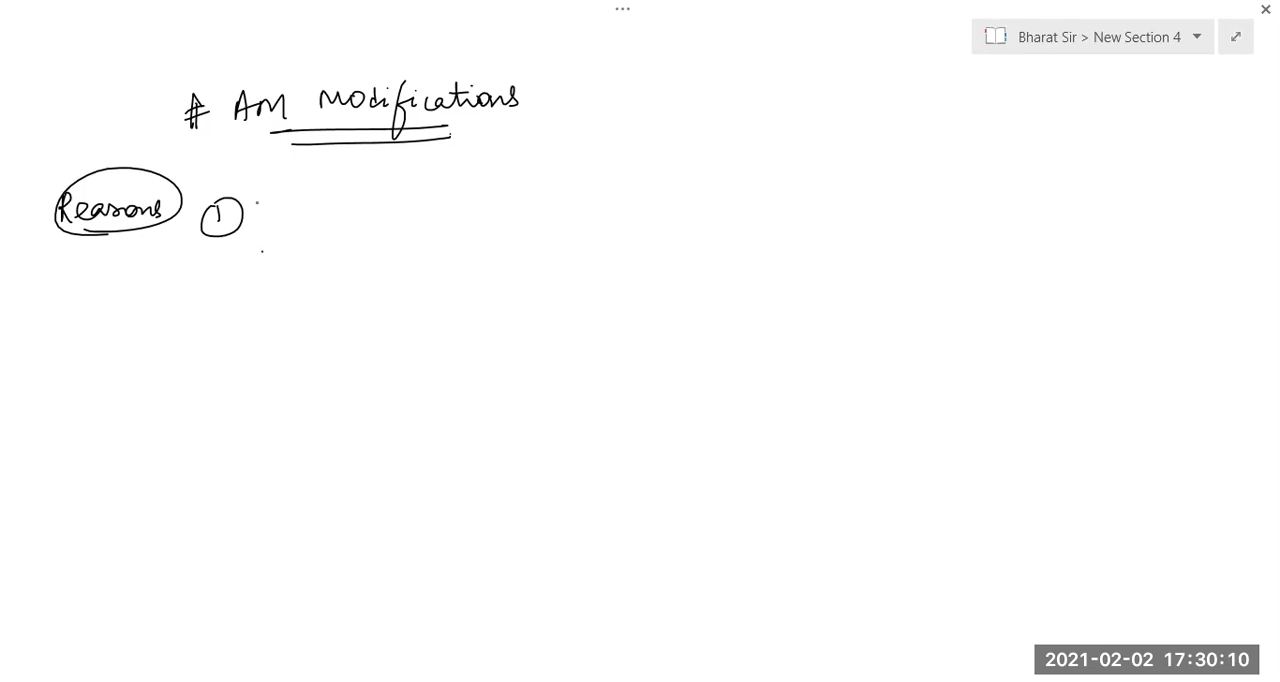 ...
Bharat Sir > New Section 4
# AM Modifications
Reasons ①
2021-02-02 17:30:10